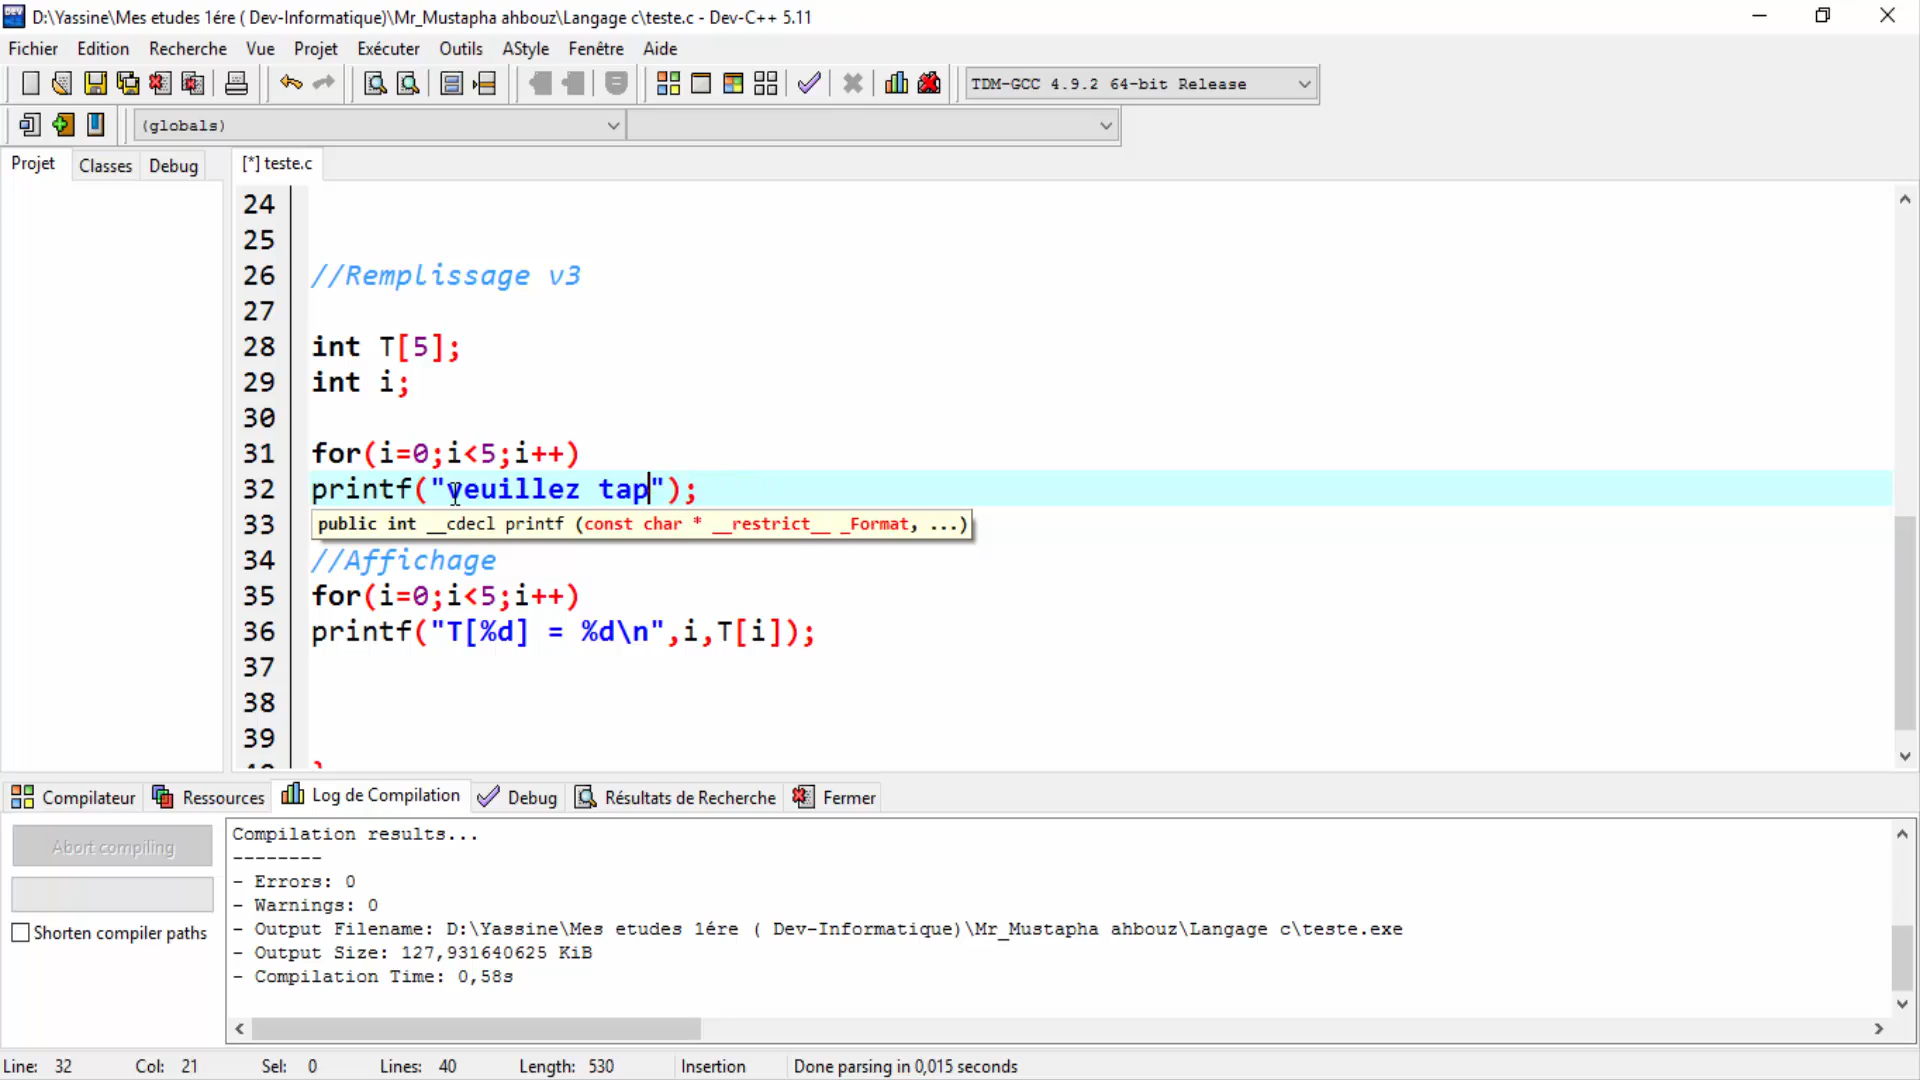 D:\Yassine\Mes etudes 1ére ( Dev-Informatique)\Mr_Mustapha ahbouz\Langage c\teste.c - Dev-C++ 5.11
Fichier Edition Recherche Vue Projet Exécuter Outils AStyle Fenêtre Aide
TDM-GCC 4.9.2 64-bit Release
(globals)
Projet Classes Debug [*] teste.c
24
25
26 //Remplissage v3
27
28 int T[5];
29 int i;
30
31 for(i=0;i<5;i++)
32 printf("veuillez tap");
33 public int __cdecl printf (const char * __restrict__ _Format, ...)
34 //Affichage
35 for(i=0;i<5;i++)
36 printf("T[%d] = %d\n",i,T[i]);
37
38
39
Compilateur Ressources Log de Compilation Debug Résultats de Recherche Fermer
Abort compiling
Shorten compiler paths
Compilation results...
--------
- Errors: 0
- Warnings: 0
- Output Filename: D:\Yassine\Mes etudes 1ére ( Dev-Informatique)\Mr_Mustapha ahbouz\Langage c\teste.exe
- Output Size: 127,931640625 KiB
- Compilation Time: 0,58s
Line: 32 Col: 21 Sel: 0 Lines: 40 Length: 530 Insertion Done parsing in 0,015 seconds